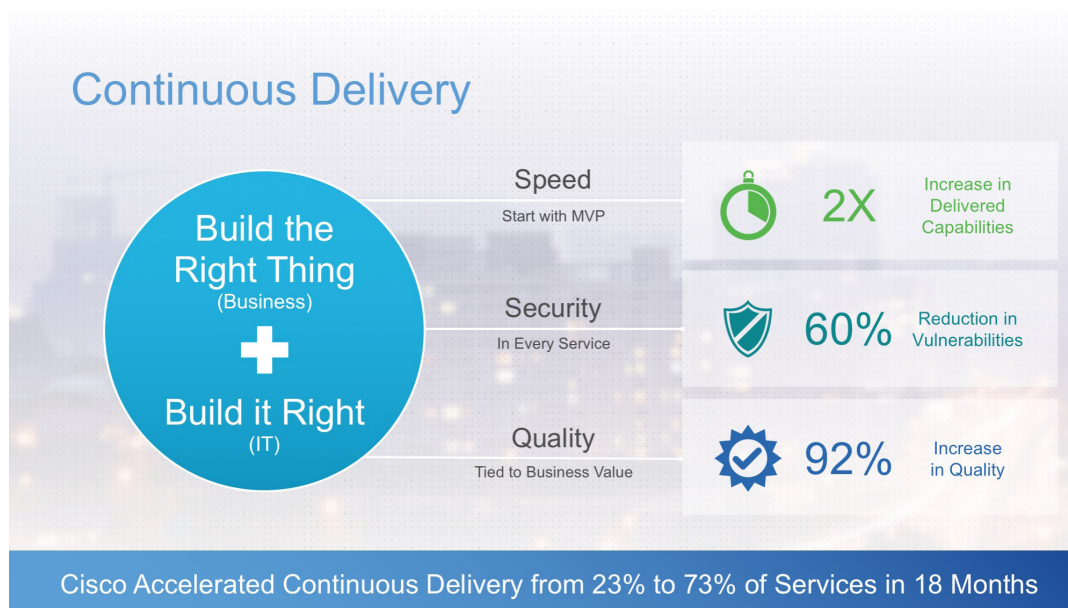 Continuous Delivery
Build the
Right Thing
(Business)
Build it Right
(IT)
Speed
Start with MVP
2X
Increase in
Delivered
Capabilities
Security
In Every Service
60%
Reduction in
Vulnerabilities
Quality
Tied to Business Value
92%
Increase
in Quality
Cisco Accelerated Continuous Delivery from 23% to 73% of Services in 18 Months